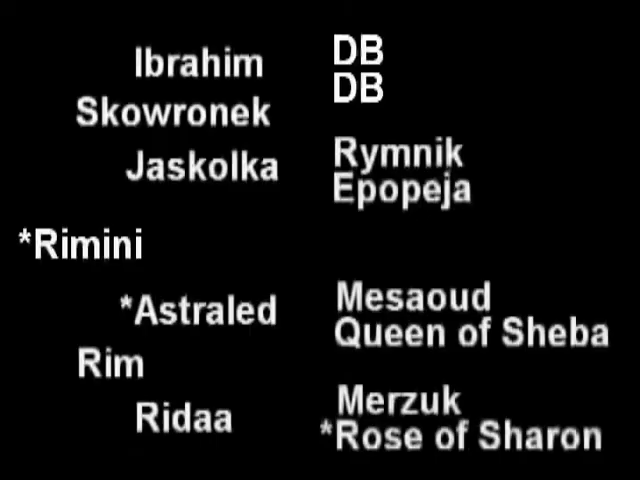 Ibrahim
DB
DB
Skowronek
Jaskolka
Rymnik
Epopeja
*Rimini
*Astraled
Mesaoud
Queen of Sheba
Rim
Ridaa
Merzuk
*Rose of Sharon